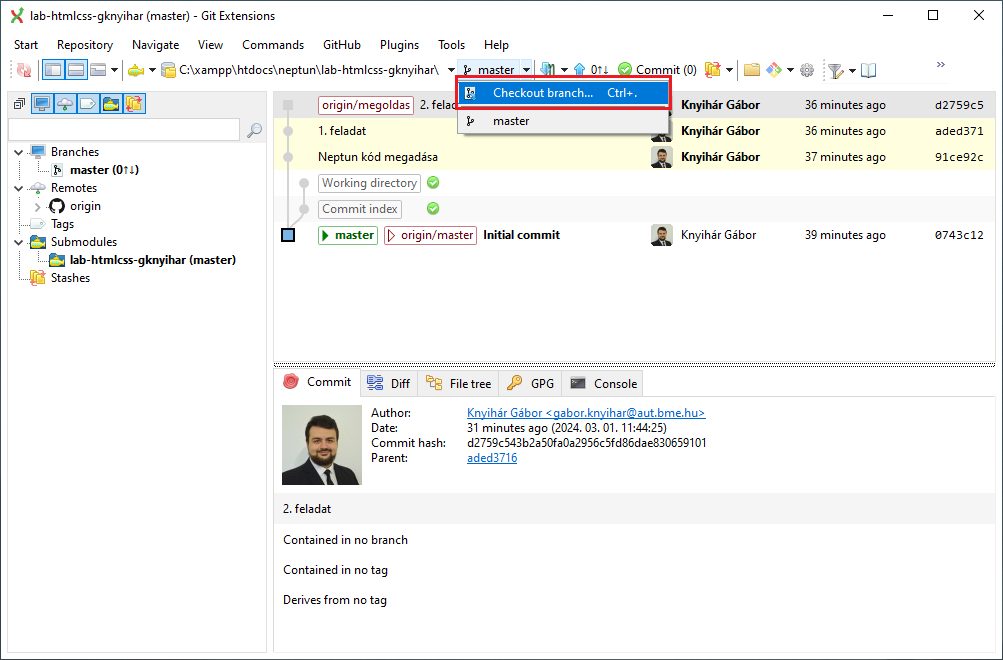 lab-htmlcss-gknyihar (master) - Git Extensions
Start Repository Navigate View Commands GitHub Plugins Tools Help
C:\xampp\htdocs\neptun\lab-htmlcss-gknyihar\ master 0↑↓ Commit (0) »
Checkout branch... Ctrl+.
master
origin/megoldas 2. felad Knyihár Gábor 36 minutes ago d2759c5
1. feladat Knyihár Gábor 36 minutes ago aded371
Neptun kód megadása Knyihár Gábor 37 minutes ago 91ce92c
Working directory
Commit index
master origin/master Initial commit Knyihár Gábor 39 minutes ago 0743c12
Branches
master (0↑↓)
Remotes
origin
Tags
Submodules
lab-htmlcss-gknyihar (master)
Stashes
Commit Diff File tree GPG Console
Author: Knyihár Gábor <gabor.knyihar@aut.bme.hu>
Date: 31 minutes ago (2024. 03. 01. 11:44:25)
Commit hash: d2759c543b2a50fa0a2956c5fd86dae830659101
Parent: aded3716
2. feladat
Contained in no branch
Contained in no tag
Derives from no tag